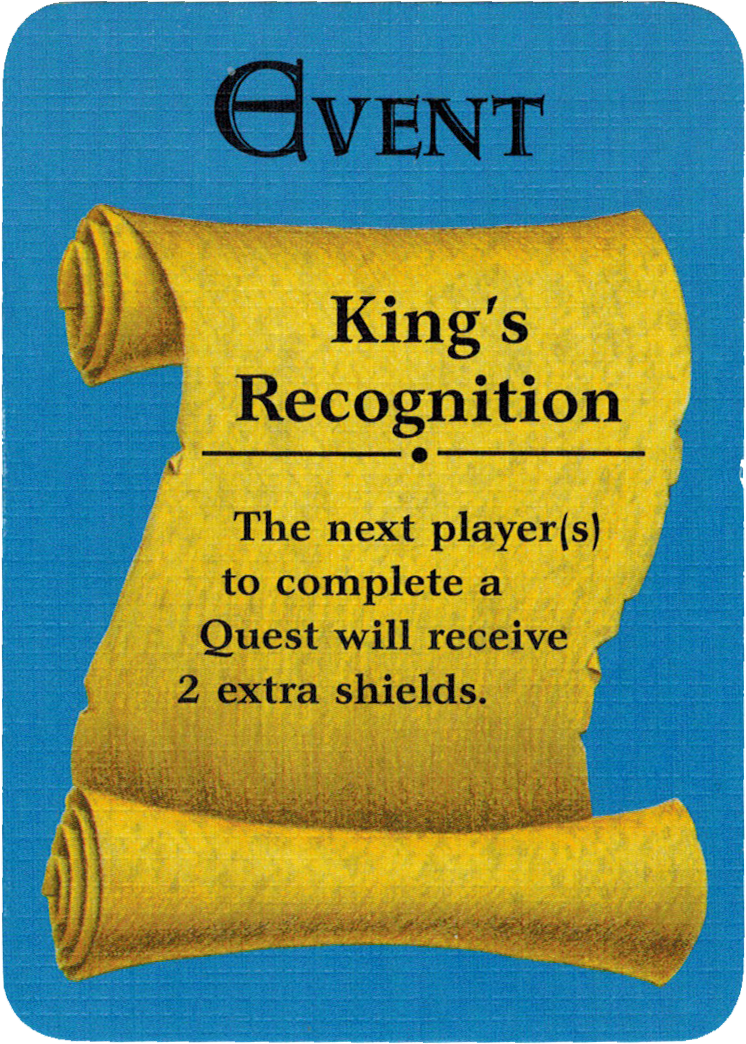 EVENT
King's
Recognition
The next player(s)
to complete a
Quest will receive
2 extra shields.